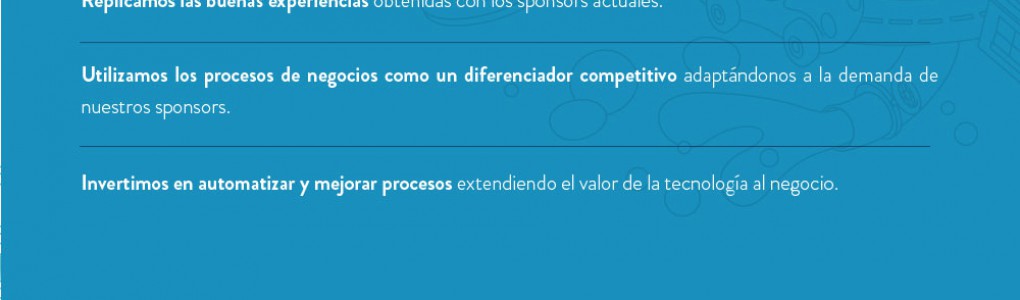 Replicamos las buenas experiencias obtenidas con los sponsors actuales.
Utilizamos los procesos de negocios como un diferenciador competitivo adaptándonos a la demanda de
nuestros sponsors.
Invertimos en automatizar y mejorar procesos extendiendo el valor de la tecnología al negocio.